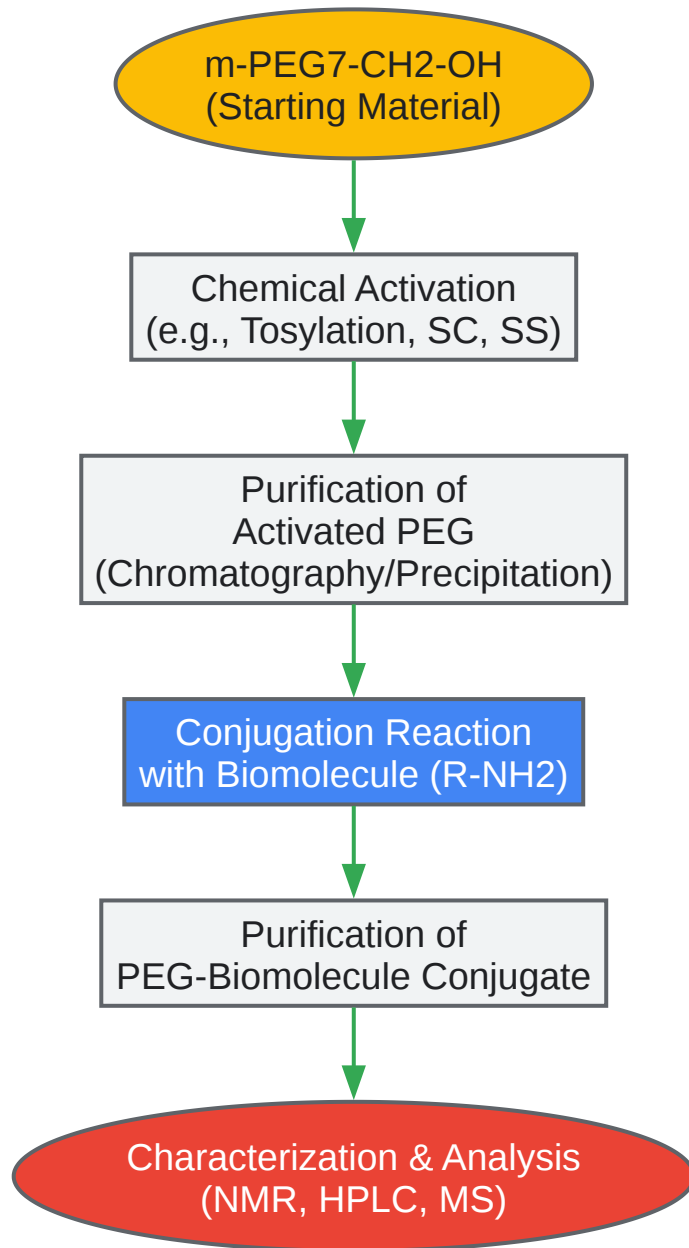 m-PEG7-CH2-OH
(Starting Material)
Chemical Activation
(e.g., Tosylation, SC, SS)
Purification of
Activated PEG
(Chromatography/Precipitation)
Conjugation Reaction
with Biomolecule (R-NH2)
Purification of
PEG-Biomolecule Conjugate
Characterization & Analysis
(NMR, HPLC, MS)